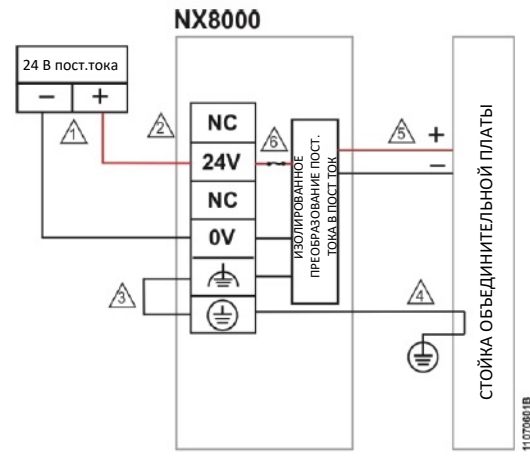 NX8000
24 В пост.тока
− +
1
2
NC
24V
NC
0V
3
6
ИЗОЛИРОВАННОЕ
ПРЕОБРАЗОВАНИЕ ПОСТ.
ТОКА В ПОСТ ТОК
5
+
−
4
СТОЙКА ОБЪЕДИНИТЕЛЬНОЙ ПЛАТЫ
11070601B